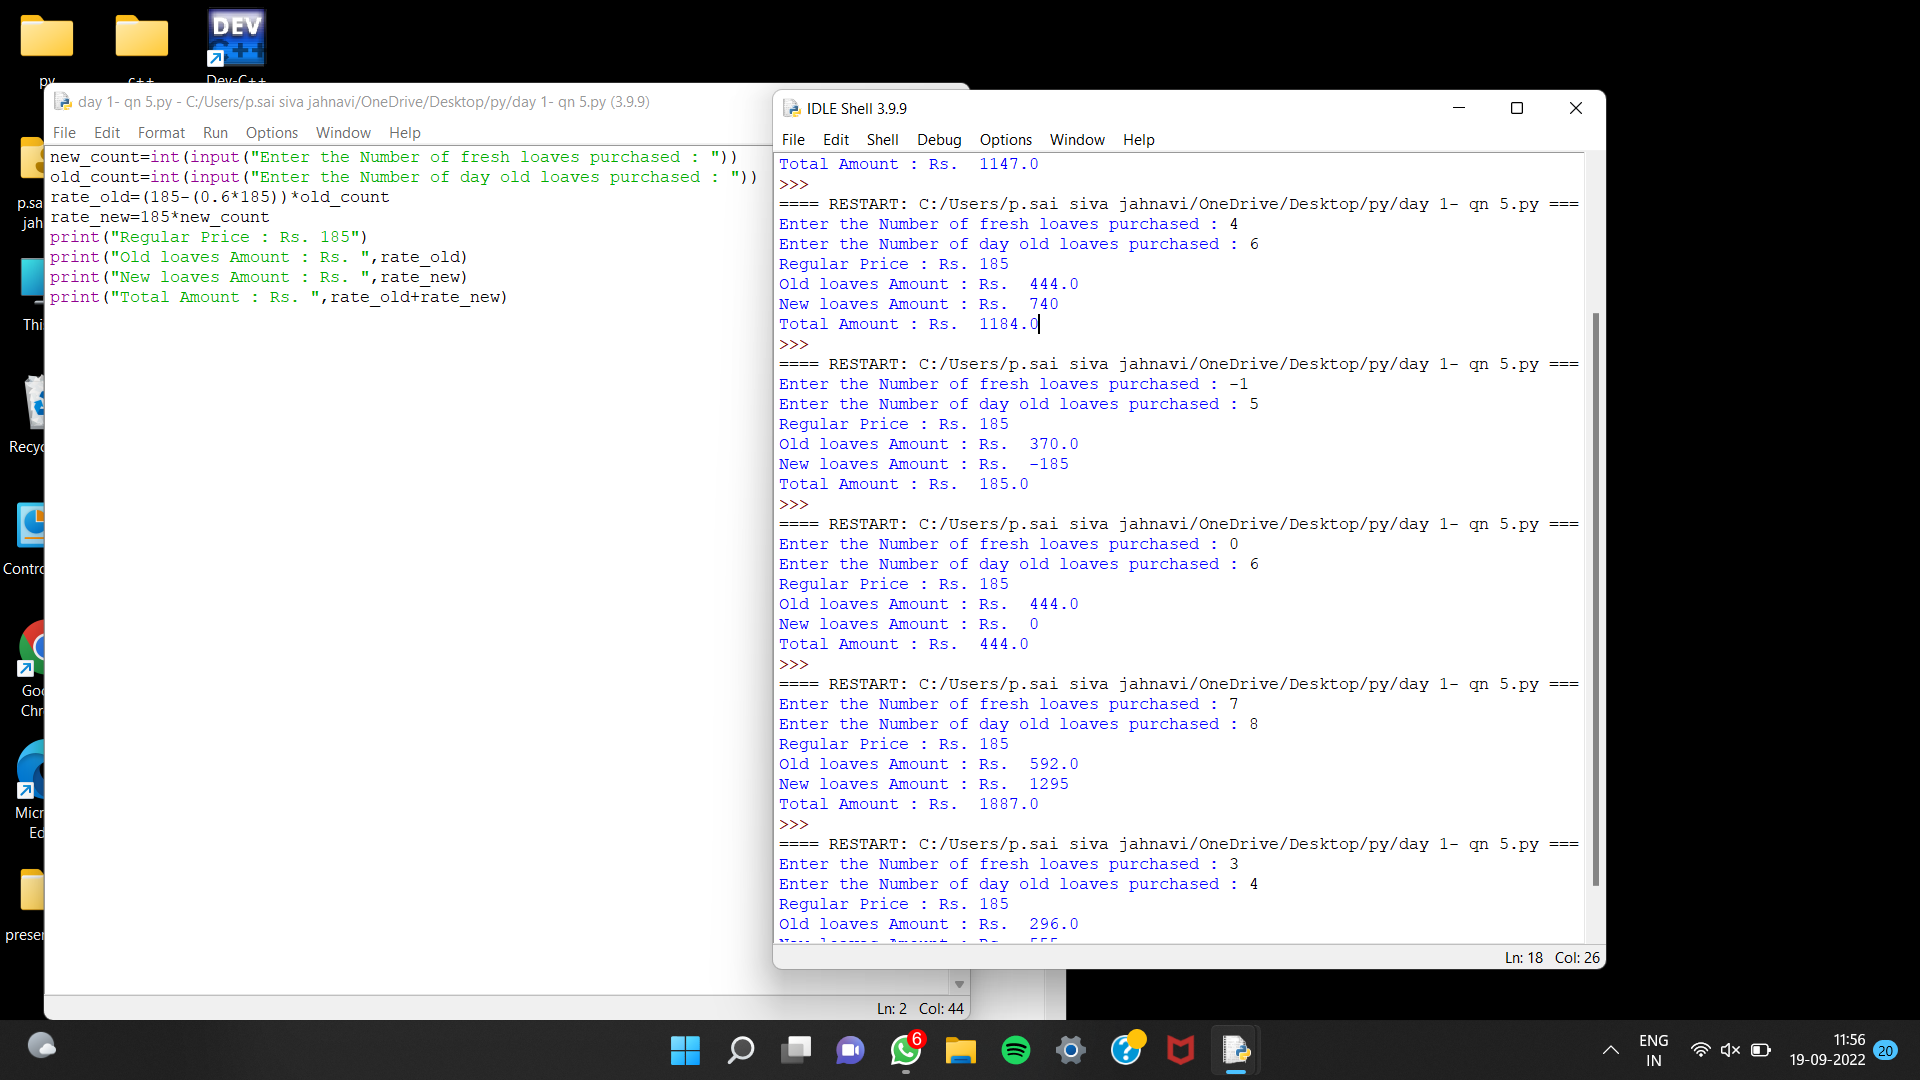 py
c++
DEV
C++
Dev-C++
p.sa
jah
Thi
Recyc
Contro
Goo
Chr
Micr
Ed
presen
day 1- qn 5.py - C:/Users/p.sai siva jahnavi/OneDrive/Desktop/py/day 1- qn 5.py (3.9.9)
File Edit Format Run Options Window Help
new_count=int(input("Enter the Number of fresh loaves purchased : "))
old_count=int(input("Enter the Number of day old loaves purchased : "))
rate_old=(185-(0.6*185))*old_count
rate_new=185*new_count
print("Regular Price : Rs. 185")
print("Old loaves Amount : Rs. ",rate_old)
print("New loaves Amount : Rs. ",rate_new)
print("Total Amount : Rs. ",rate_old+rate_new)
Ln: 2 Col: 44
IDLE Shell 3.9.9
File Edit Shell Debug Options Window Help
Total Amount : Rs.  1147.0
>>>
==== RESTART: C:/Users/p.sai siva jahnavi/OneDrive/Desktop/py/day 1- qn 5.py ===
Enter the Number of fresh loaves purchased : 4
Enter the Number of day old loaves purchased : 6
Regular Price : Rs. 185
Old loaves Amount : Rs.  444.0
New loaves Amount : Rs.  740
Total Amount : Rs.  1184.0
>>>
==== RESTART: C:/Users/p.sai siva jahnavi/OneDrive/Desktop/py/day 1- qn 5.py ===
Enter the Number of fresh loaves purchased : -1
Enter the Number of day old loaves purchased : 5
Regular Price : Rs. 185
Old loaves Amount : Rs.  370.0
New loaves Amount : Rs.  -185
Total Amount : Rs.  185.0
>>>
==== RESTART: C:/Users/p.sai siva jahnavi/OneDrive/Desktop/py/day 1- qn 5.py ===
Enter the Number of fresh loaves purchased : 0
Enter the Number of day old loaves purchased : 6
Regular Price : Rs. 185
Old loaves Amount : Rs.  444.0
New loaves Amount : Rs.  0
Total Amount : Rs.  444.0
>>>
==== RESTART: C:/Users/p.sai siva jahnavi/OneDrive/Desktop/py/day 1- qn 5.py ===
Enter the Number of fresh loaves purchased : 7
Enter the Number of day old loaves purchased : 8
Regular Price : Rs. 185
Old loaves Amount : Rs.  592.0
New loaves Amount : Rs.  1295
Total Amount : Rs.  1887.0
>>>
==== RESTART: C:/Users/p.sai siva jahnavi/OneDrive/Desktop/py/day 1- qn 5.py ===
Enter the Number of fresh loaves purchased : 3
Enter the Number of day old loaves purchased : 4
Regular Price : Rs. 185
Old loaves Amount : Rs.  296.0
New loaves Amount : Rs.  555
Ln: 18 Col: 26
6
ENG
IN
11:56
19-09-2022
20